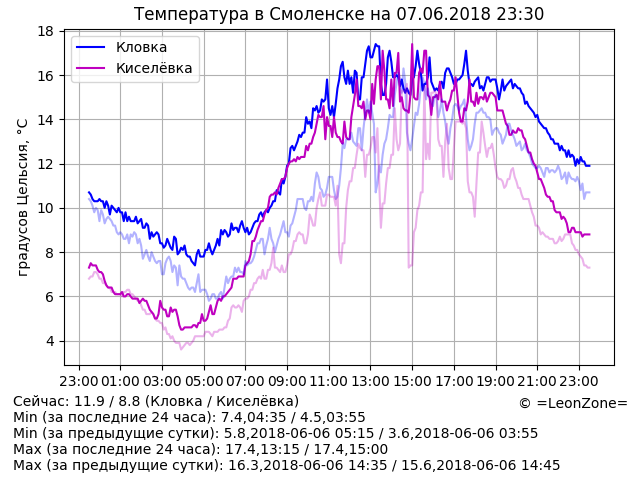 Температура в Смоленске на 07.06.2018 23:30
Кловка
Киселёвка
градусов Цельсия, °C
18
16
14
12
10
8
6
4
23:00 01:00 03:00 05:00 07:00 09:00 11:00 13:00 15:00 17:00 19:00 21:00 23:00
Сейчас: 11.9 / 8.8 (Кловка / Киселёвка)
© =LeonZone=
Min (за последние 24 часа): 7.4,04:35 / 4.5,03:55
Min (за предыдущие сутки): 5.8,2018-06-06 05:15 / 3.6,2018-06-06 03:55
Max (за последние 24 часа): 17.4,13:15 / 17.4,15:00
Max (за предыдущие сутки): 16.3,2018-06-06 14:35 / 15.6,2018-06-06 14:45